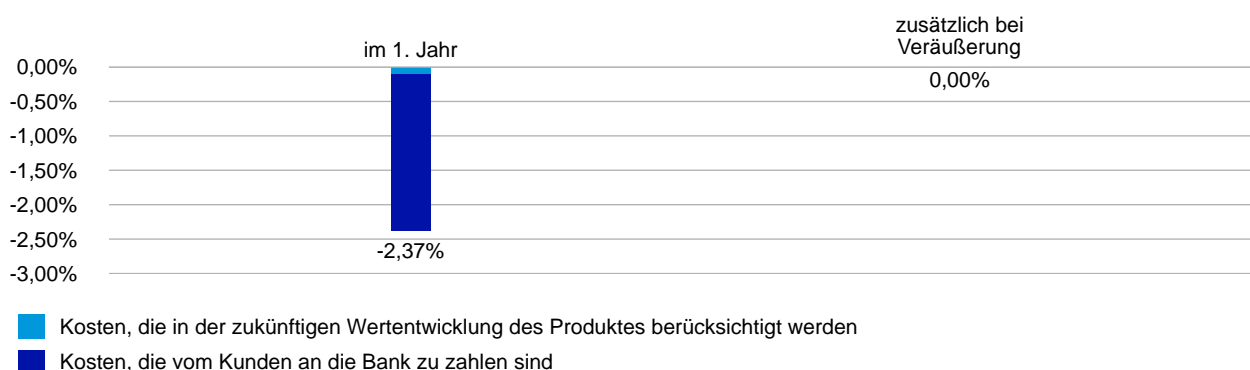 zusätzlich bei
Veräußerung
im 1. Jahr
0,00%
0,00%
-0,50%
-1,00%
-1,50%
-2,00%
-2,50%
-2,37%
-3,00%
Kosten, die in der zukünftigen Wertentwicklung des Produktes berücksichtigt werden
Kosten, die vom Kunden an die Bank zu zahlen sind